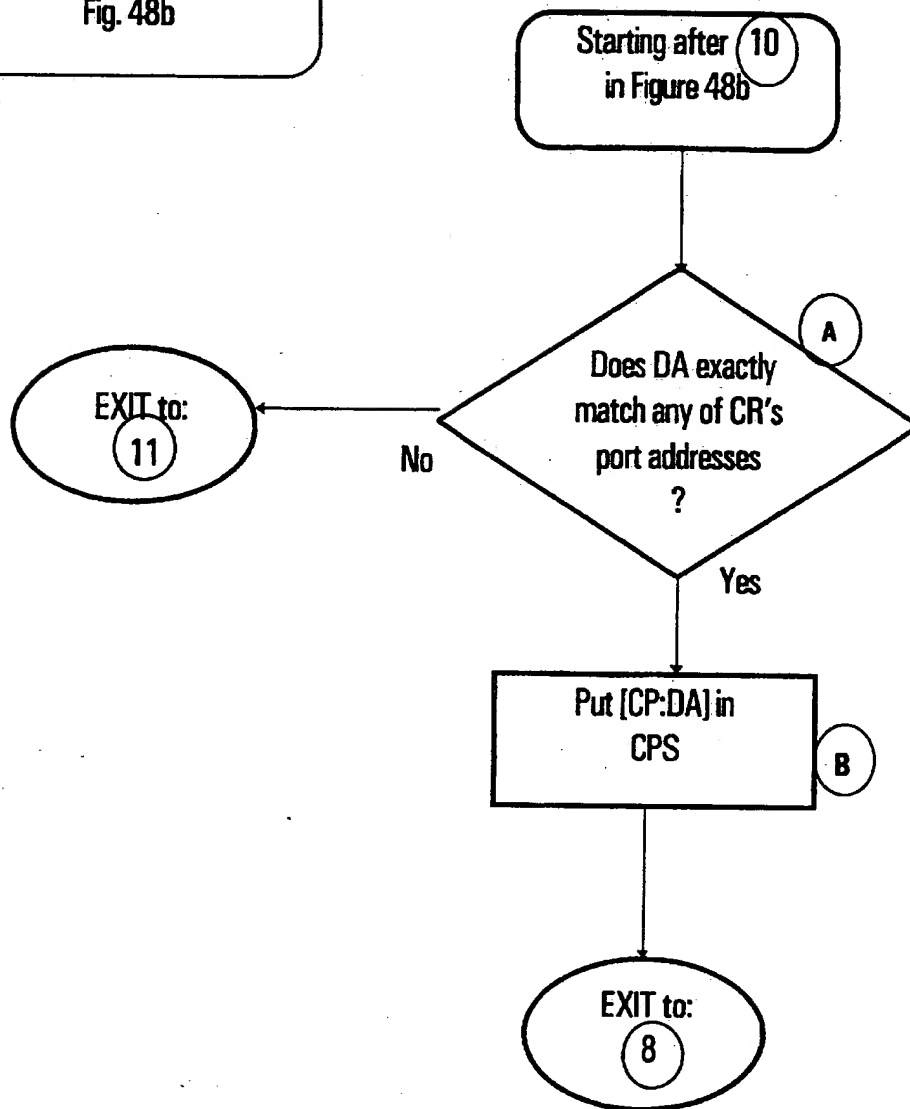 Fig. 48b
Starting after 10
in Figure 48b
A
Does DA exactly
match any of CR's
port addresses
?
EXIT to:
11
No
Yes
Put [CP:DA] in
CPS
B
EXIT to:
8